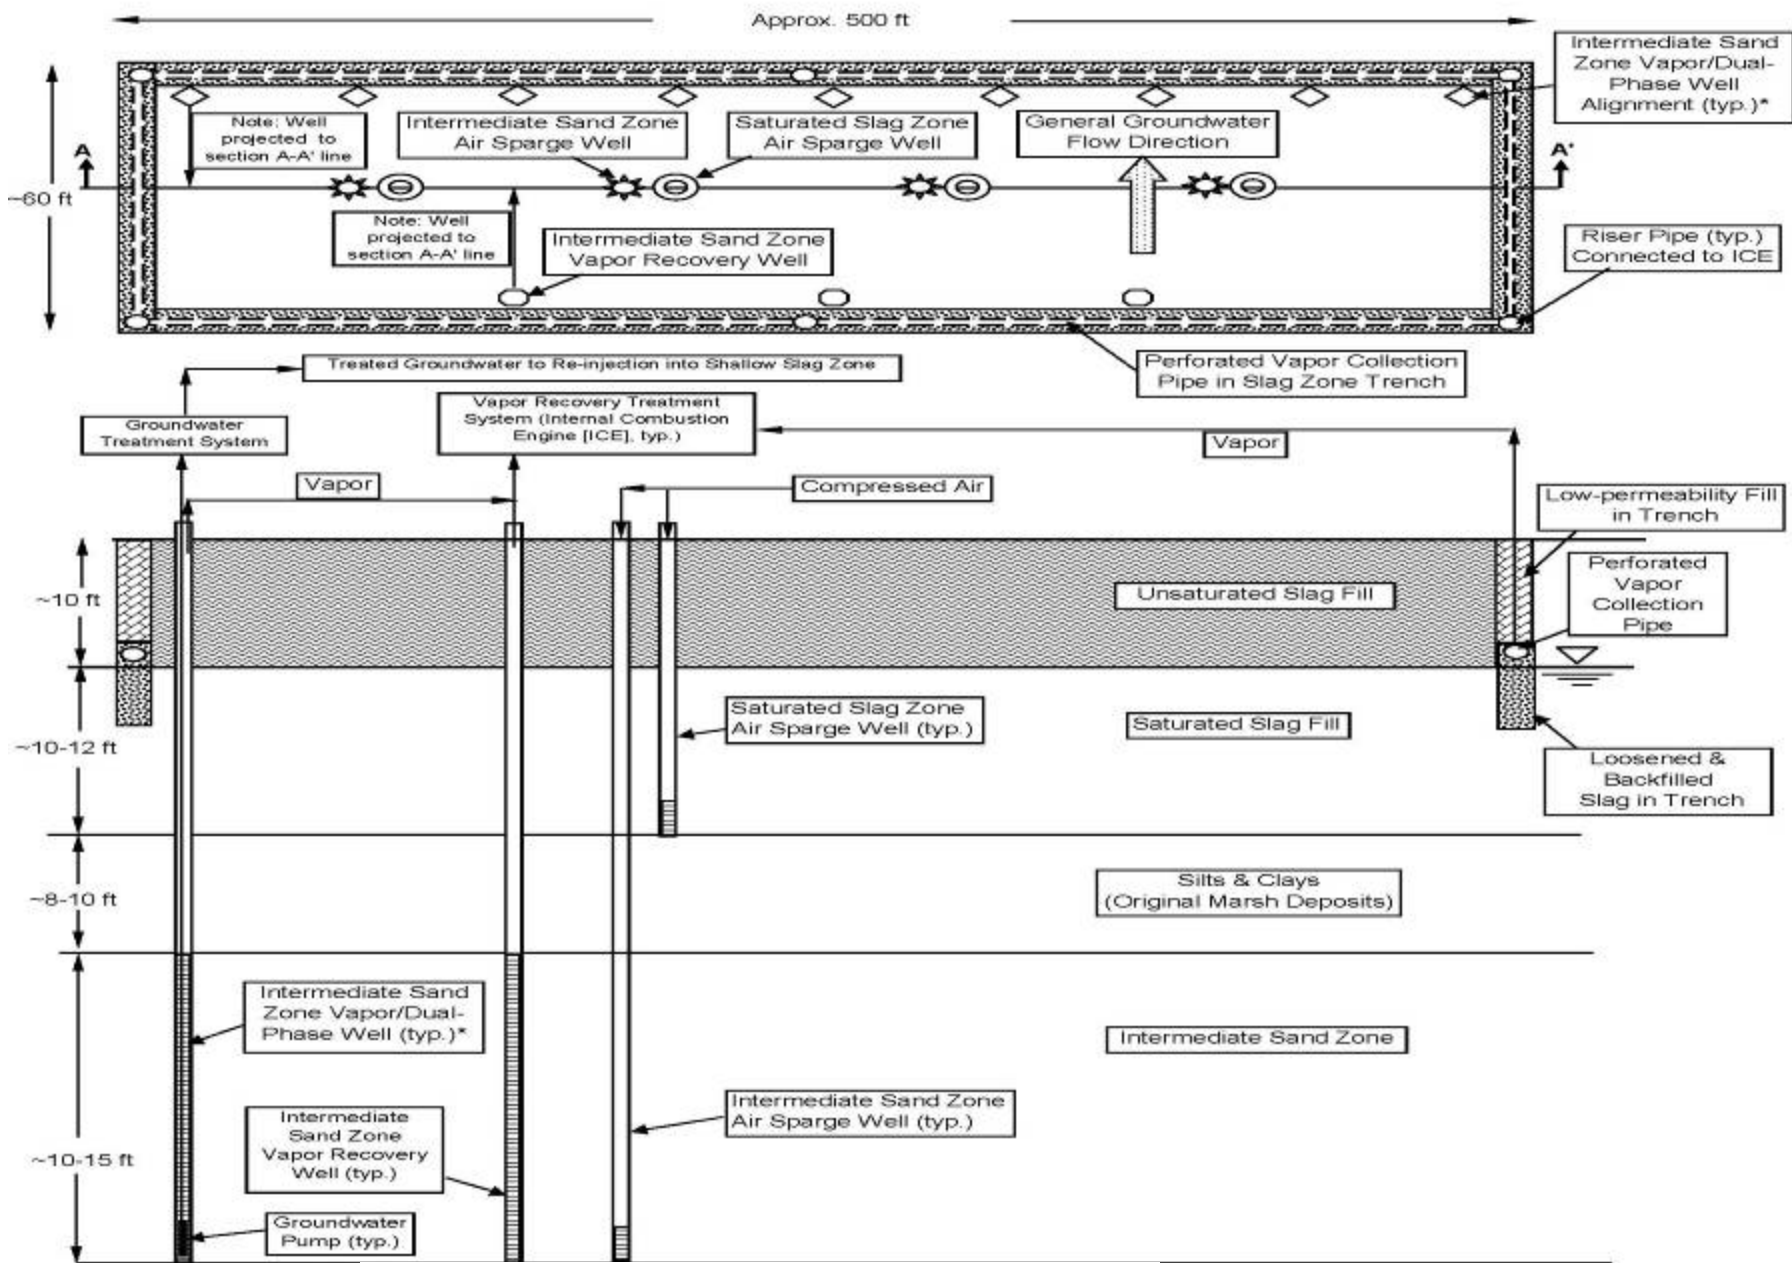 Approx. 500 ft
Intermediate Sand
Zone Vapor/Dual-
Phase Well
Alignment (typ.)*
Note: Well
projected to
section A-A' line
Intermediate Sand Zone
Air Sparge Well
Saturated Slag Zone
Air Sparge Well
General Groundwater
Flow Direction
A
A'
~60 ft
Note: Well
projected to
section A-A' line
Intermediate Sand Zone
Vapor Recovery Well
Riser Pipe (typ.)
Connected to ICE
Treated Groundwater to Re-injection into Shallow Slag Zone
Perforated Vapor Collection
Pipe in Slag Zone Trench
Groundwater
Treatment System
Vapor Recovery Treatment
System (Internal Combustion
Engine [ICE], typ.)
Vapor
Vapor
Compressed Air
Low-permeability Fill
in Trench
~10 ft
Unsaturated Slag Fill
Perforated
Vapor
Collection
Pipe
~10-12 ft
Saturated Slag Zone
Air Sparge Well (typ.)
Saturated Slag Fill
Loosened &
Backfilled
Slag in Trench
~8-10 ft
Silts & Clays
(Original Marsh Deposits)
Intermediate Sand
Zone Vapor/Dual-
Phase Well (typ.)*
Intermediate Sand Zone
~10-15 ft
Intermediate
Sand Zone
Vapor Recovery
Well (typ.)
Intermediate Sand Zone
Air Sparge Well (typ.)
Groundwater
Pump (typ.)